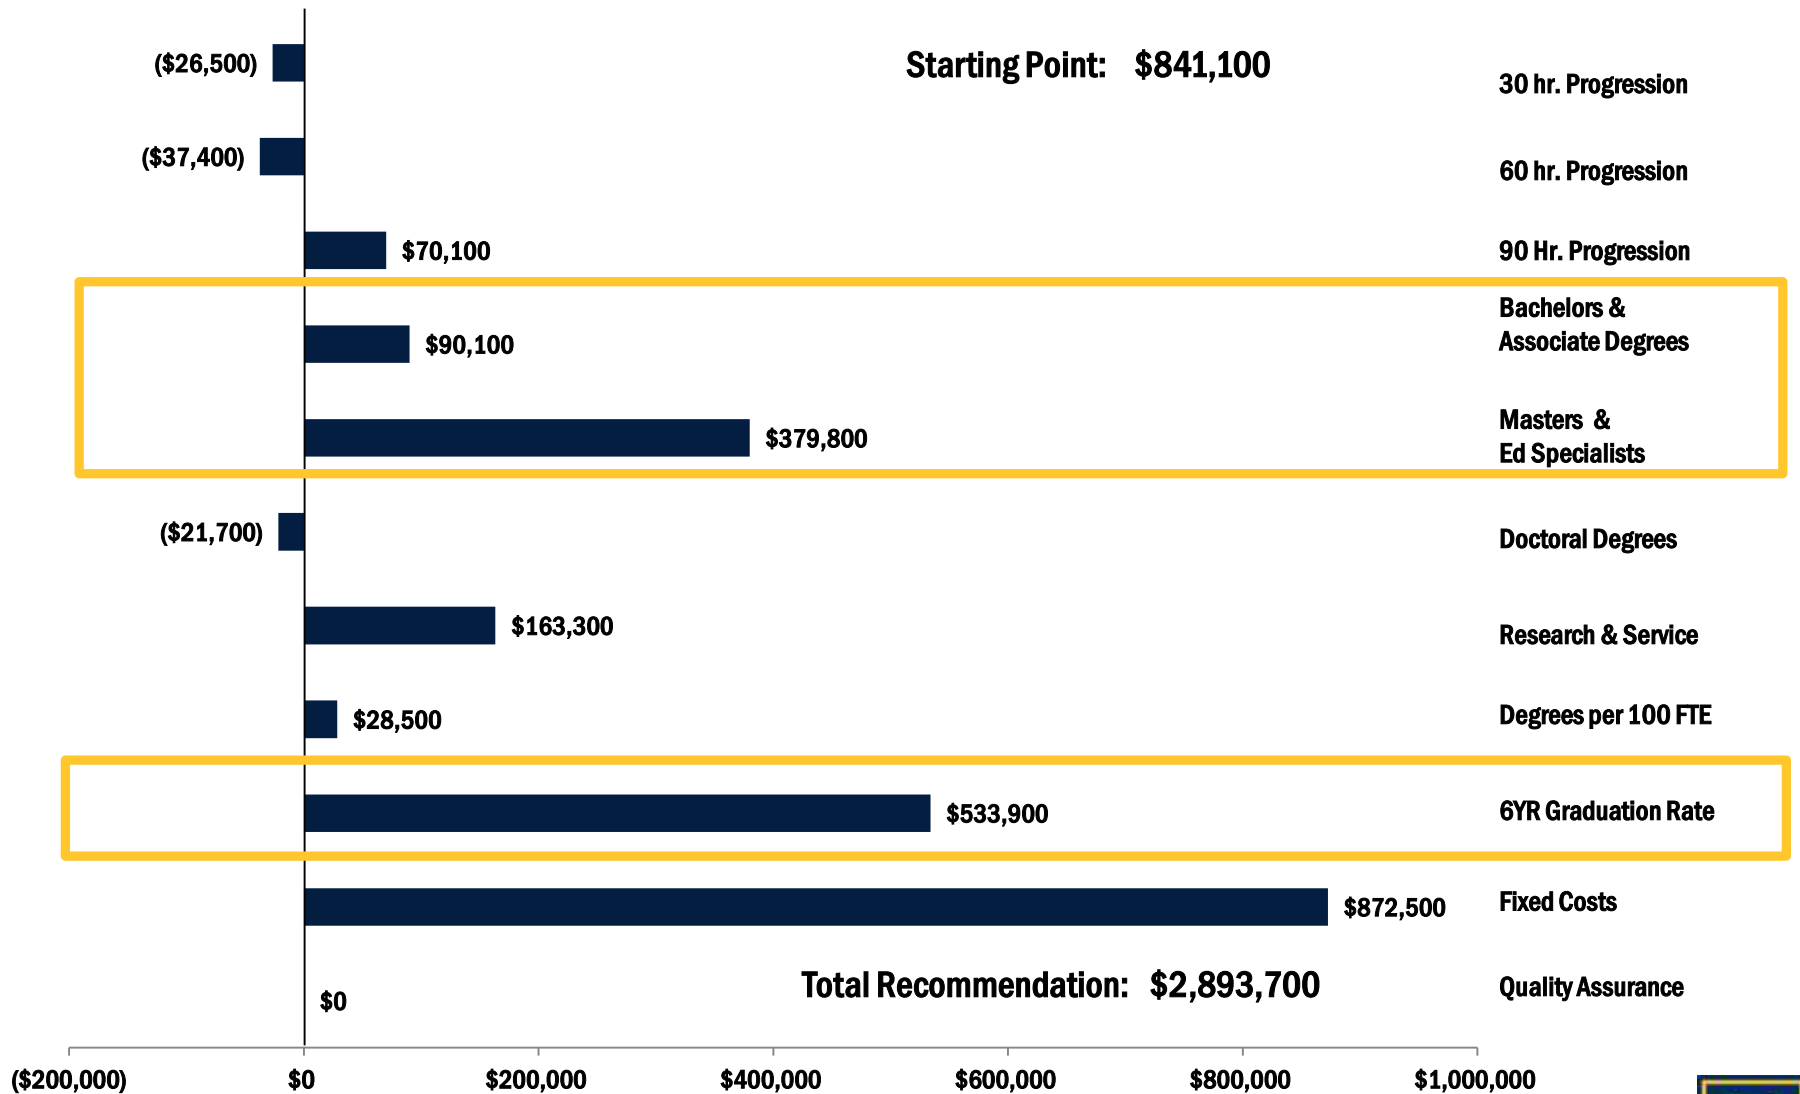 ($26,500)
Starting Point: $841,100
30 hr. Progression
($37,400)
60 hr. Progression
$70,100
90 Hr. Progression
Bachelors &
Associate Degrees
$90,100
Masters &
Ed Specialists
$379,800
($21,700)
Doctoral Degrees
$163,300
Research & Service
$28,500
Degrees per 100 FTE
$533,900
6YR Graduation Rate
$872,500
Fixed Costs
Total Recommendation: $2,893,700
Quality Assurance
$0
($200,000) $0 $200,000 $400,000 $600,000 $800,000 $1,000,000